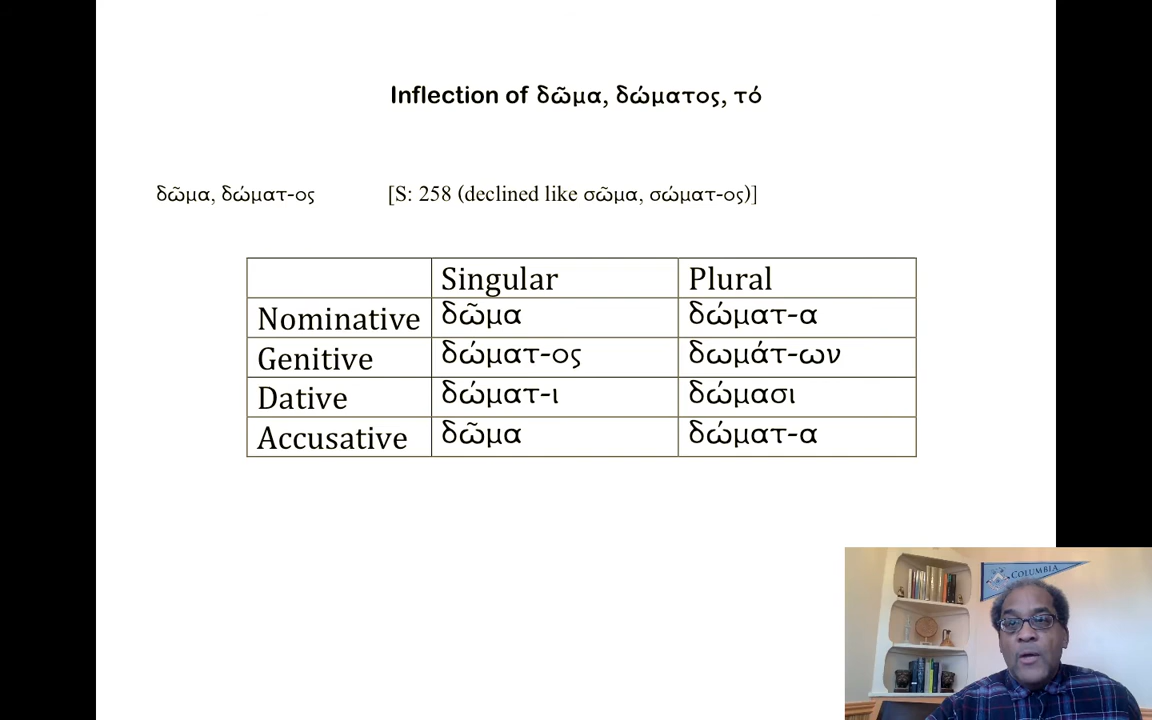 Inflection of δῶμα, δώματος, τό
δῶμα, δώματ-ος [S: 258 (declined like σῶμα, σώματ-ος)]
Singular Plural
Nominative δῶμα δώματ-α
Genitive δώματ-ος δωμάτ-ων
Dative δώματ-ι δώμασι
Accusative δῶμα δώματ-α
COLUMBIA